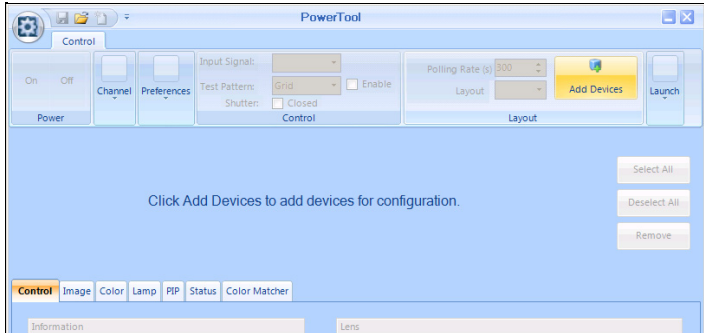 PowerTool
Control
Input Signal:
Polling Rate (s) 300
On Off Channel Preferences Test Pattern: Grid Enable Layout Add Devices Launch
Shutter: Closed
Power Control Layout
Select All
Click Add Devices to add devices for configuration.
Deselect All
Remove
Control Image Color Lamp PIP Status Color Matcher
Information Lens